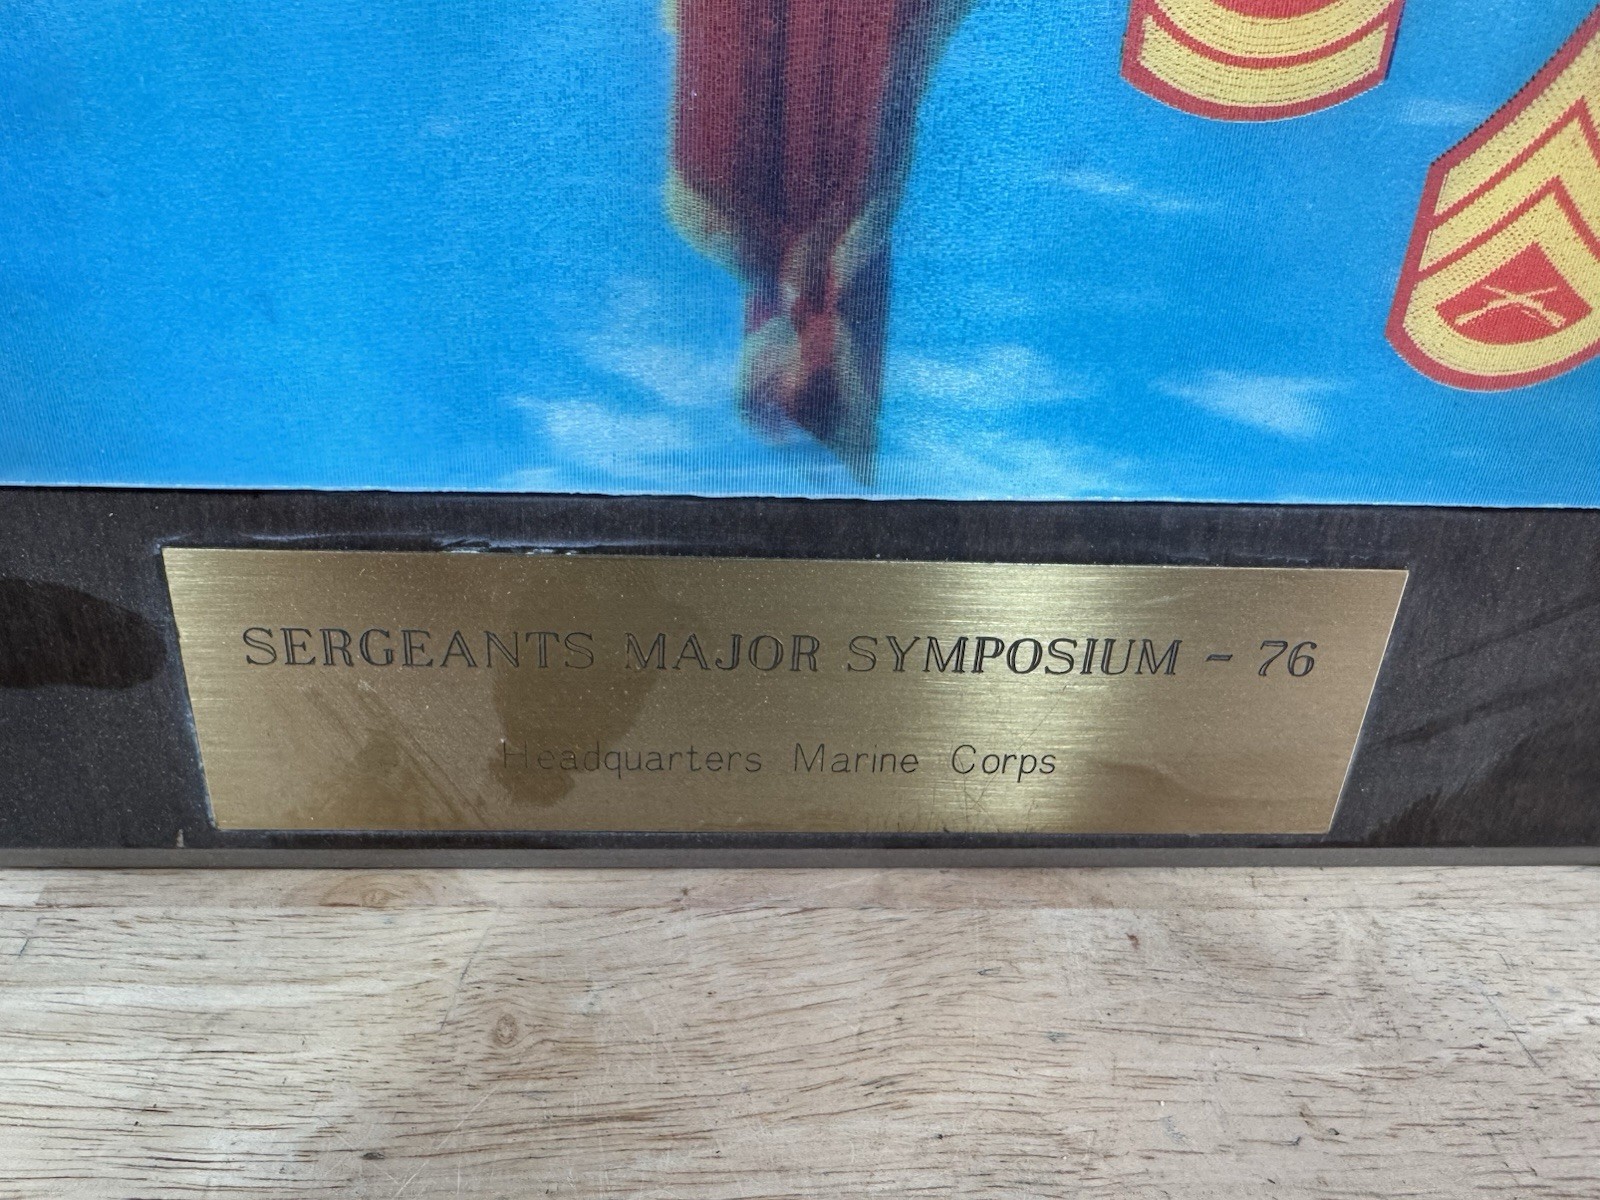 SERGEANTS MAJOR SYMPOSIUM - 76
Headquarters Marine Corps